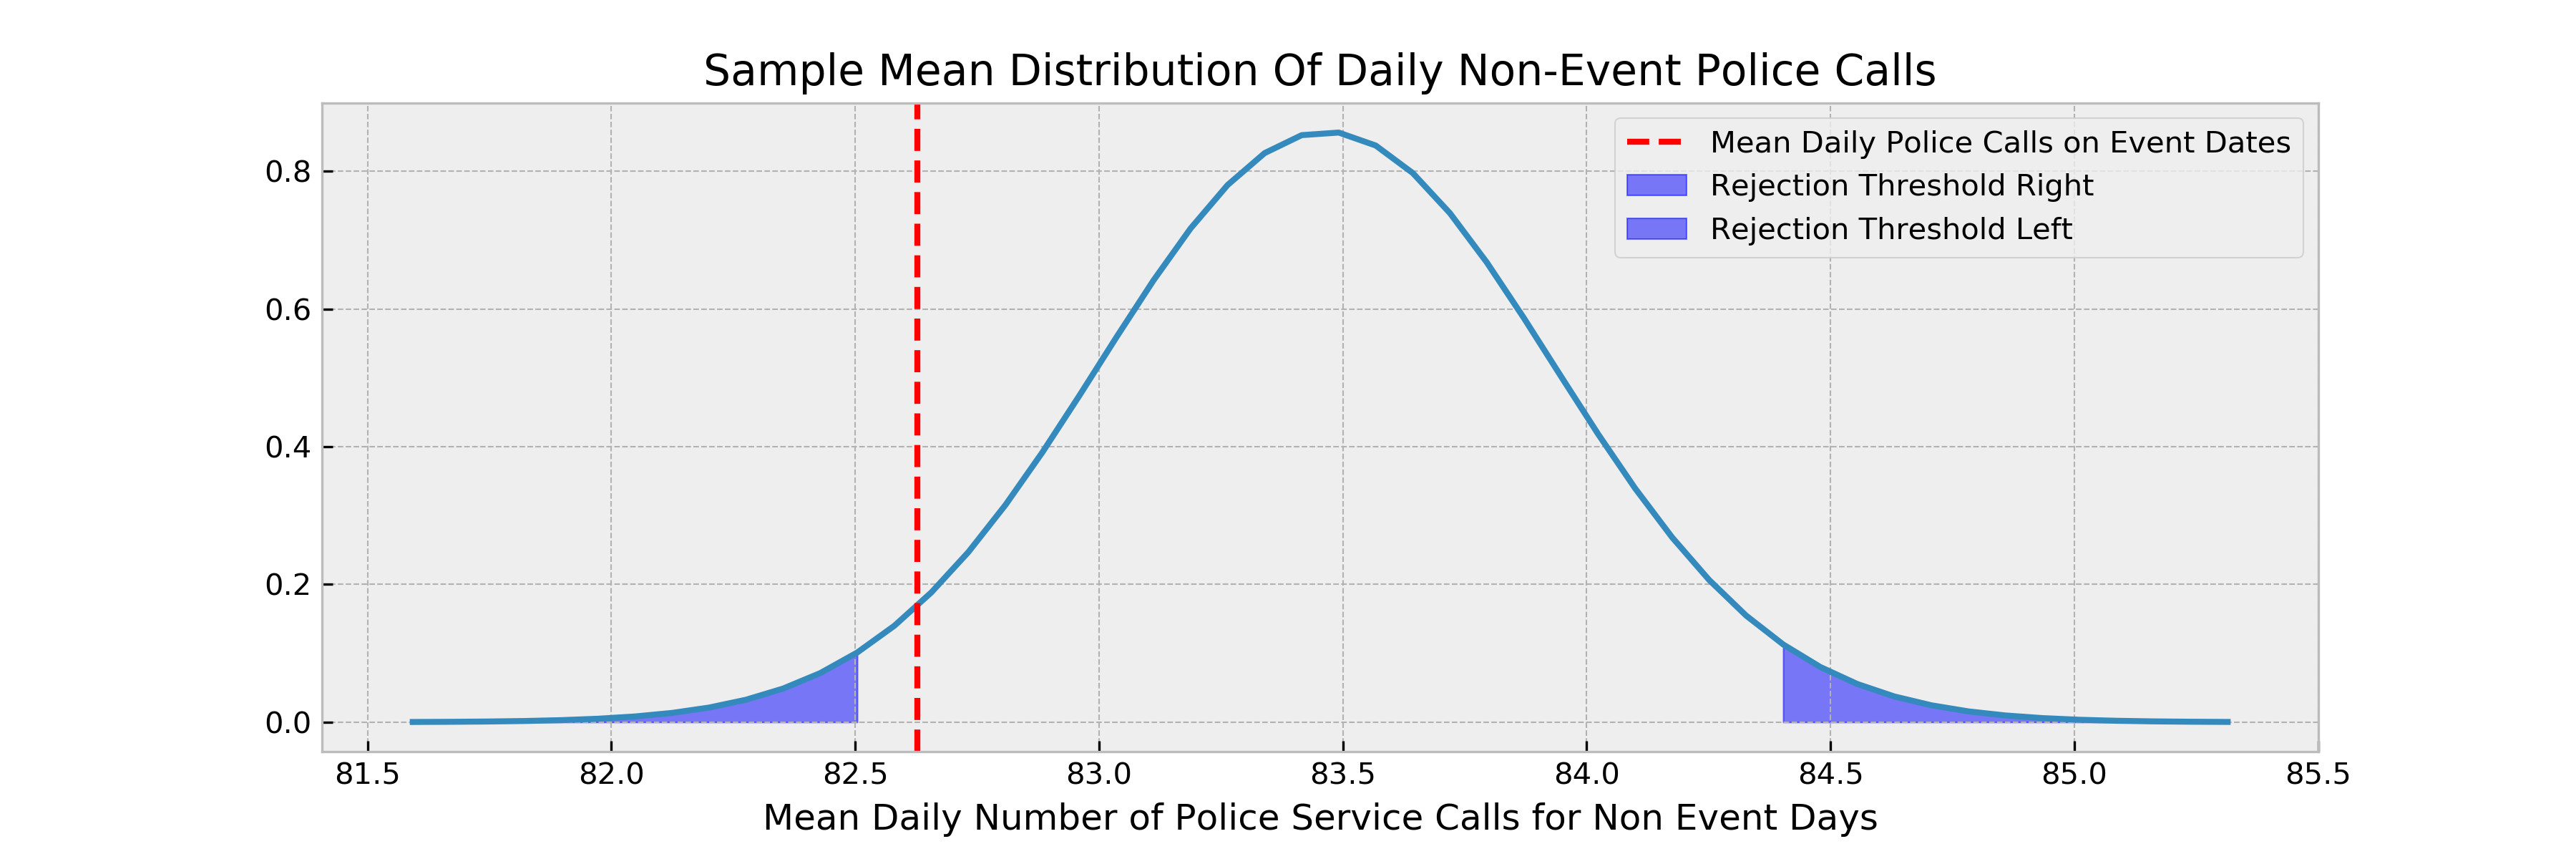 Sample Mean Distribution Of Daily Non-Event Police Calls
Mean Daily Police Calls on Event Dates
Rejection Threshold Right
Rejection Threshold Left
0.8
0.6
0.4
0.2
0.0
81.5 82.0 82.5 83.0 83.5 84.0 84.5 85.0 85.5
Mean Daily Number of Police Service Calls for Non Event Days